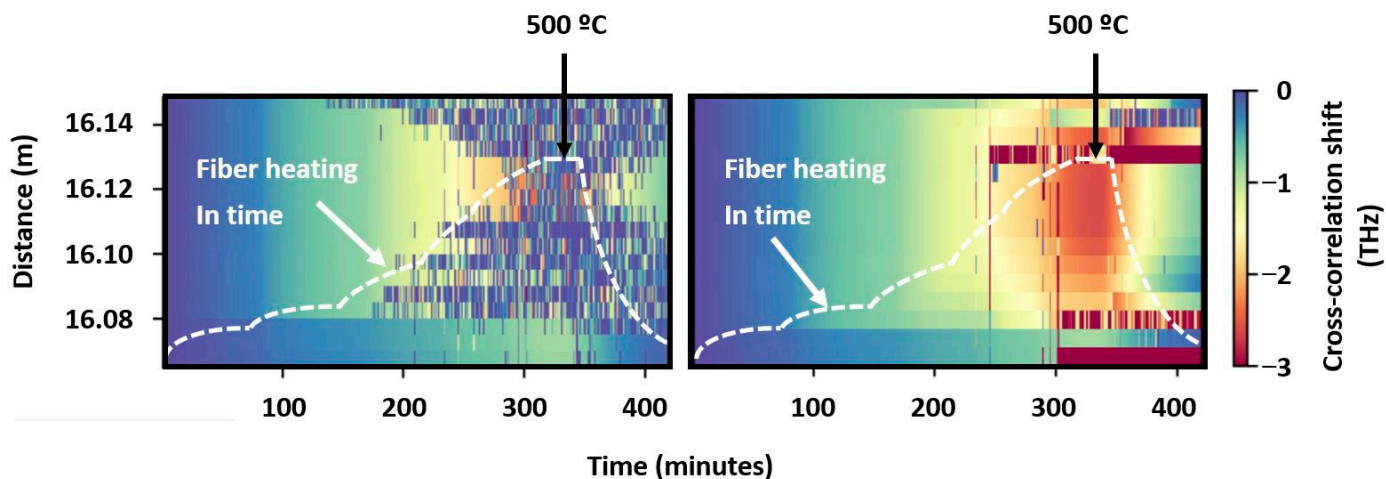 500 ºC
500 ºC
Distance (m)
16.14
16.12
16.10
16.08
Fiber heating
In time
Fiber heating
In time
0
−1
−2
−3
Cross-correlation shift
(THz)
100
200
300
400
100
200
300
400
Time (minutes)